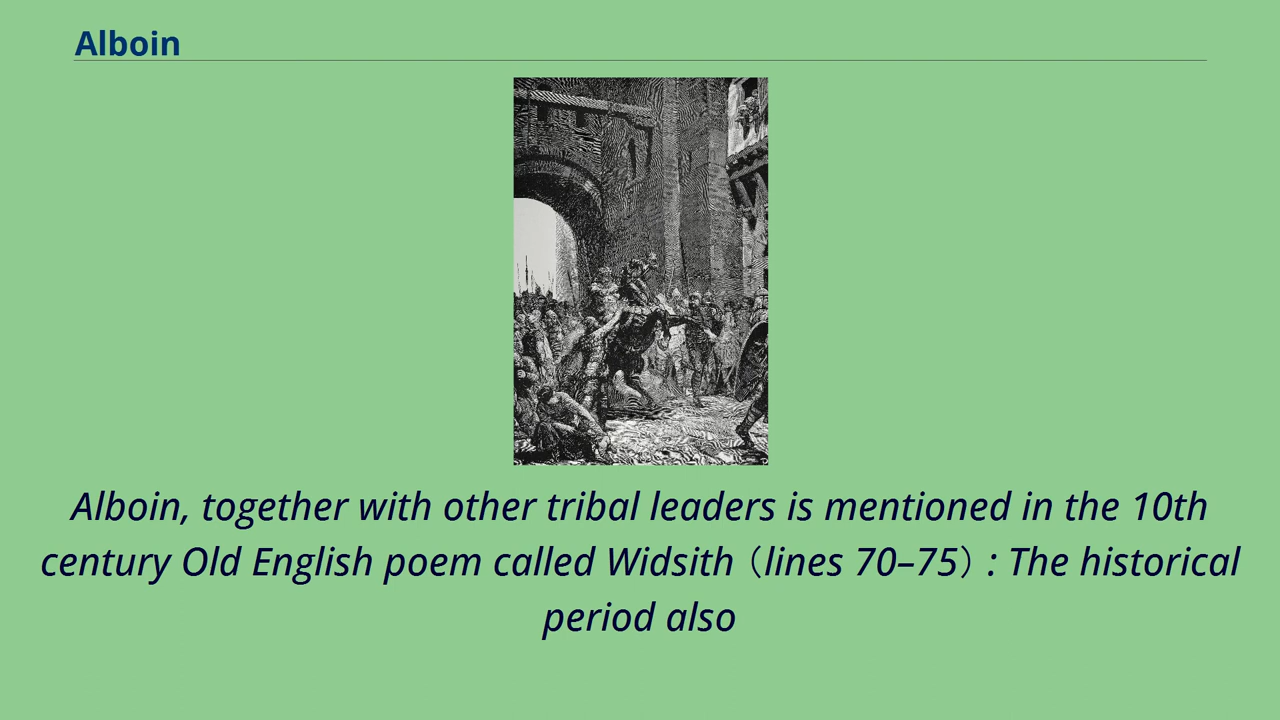 Alboin
Alboin, together with other tribal leaders is mentioned in the 10th
century Old English poem called Widsith（lines 70–75）: The historical
period also